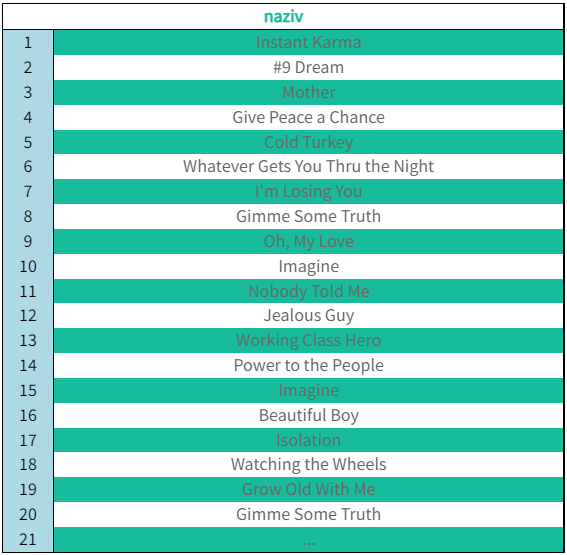 naziv
1 Instant Karma
2 #9 Dream
3 Mother
4 Give Peace a Chance
5 Cold Turkey
6 Whatever Gets You Thru the Night
7 I'm Losing You
8 Gimme Some Truth
9 Oh, My Love
10 Imagine
11 Nobody Told Me
12 Jealous Guy
13 Working Class Hero
14 Power to the People
15 Imagine
16 Beautiful Boy
17 Isolation
18 Watching the Wheels
19 Grow Old With Me
20 Gimme Some Truth
21 ...